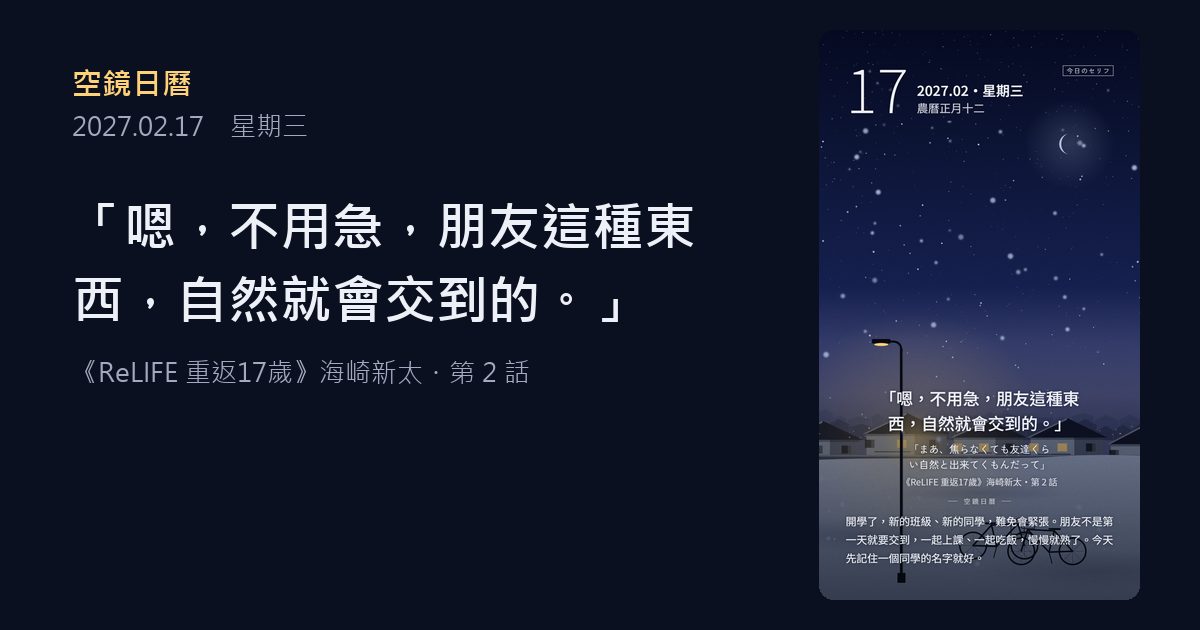 空鏡日曆
2027.02.17 星期三
「嗯，不用急，朋友這種東
西，自然就會交到的。」
《ReLIFE 重返17歲》海崎新太・第 2 話
今日のセリフ
17
2027.02・星期三
農曆正月十二
「嗯，不用急，朋友這種東
西，自然就會交到的。」
「まあ、焦らなくても友達くら
い自然と出来てくもんだって」
《ReLIFE 重返17歲》海崎新太・第 2 話
— 空鏡日曆 —
開學了，新的班級、新的同學，難免會緊張。朋友不是第
一天就要交到，一起上課、一起吃飯，慢慢就熟了。今天
先記住一個同學的名字就好。